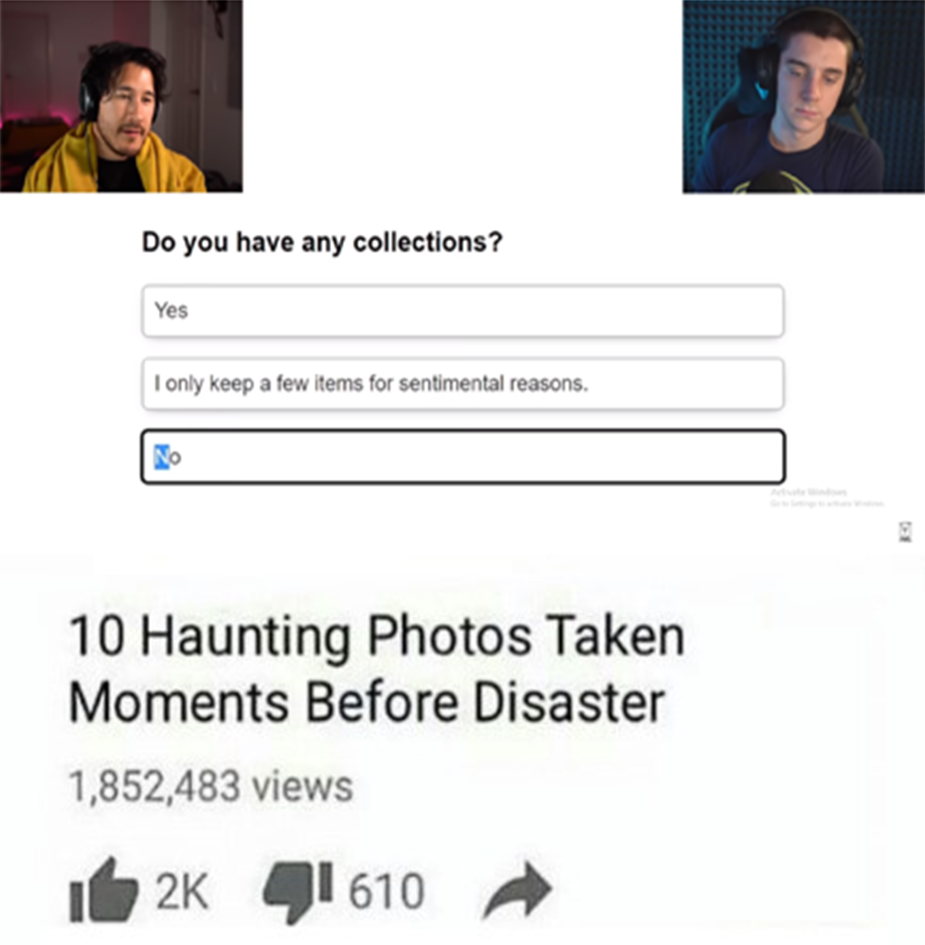 Do you have any collections?
Yes
I only keep a few items for sentimental reasons.
No
Activate Windows
Go to Settings to activate Windows.
10 Haunting Photos Taken
Moments Before Disaster
1,852,483 views
2K 610